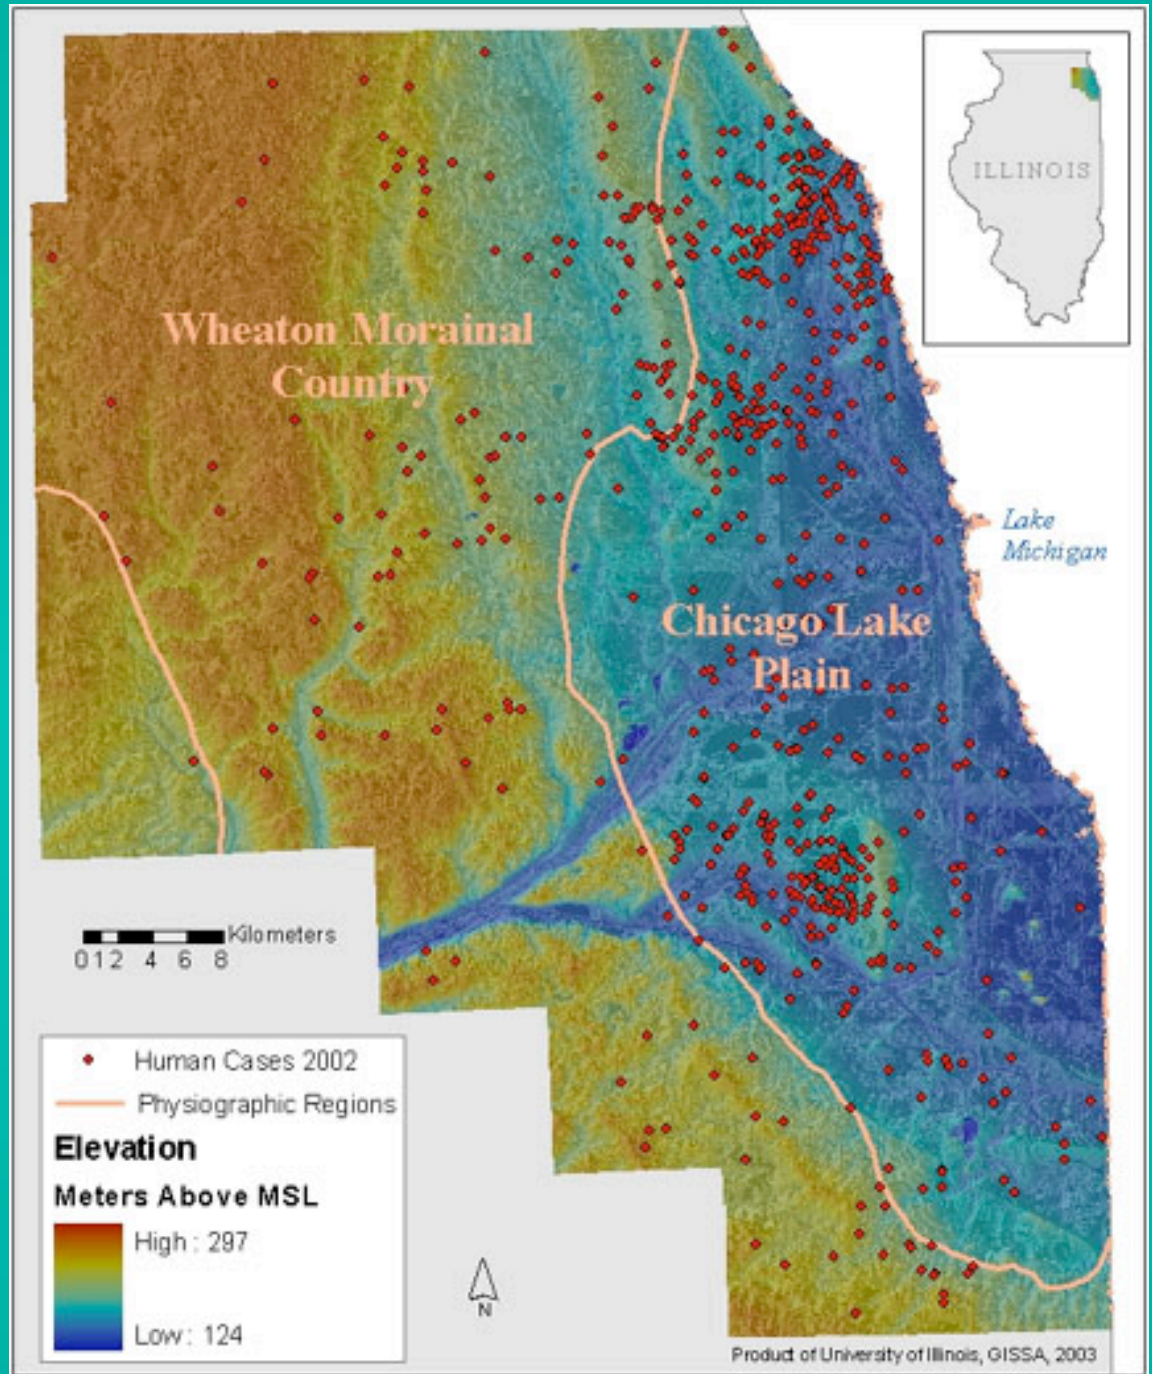 ILLINOIS
Wheaton Morainal
Country
Lake
Michigan
Chicago Lake
Plain
Kilometers
0 1 2 4 6 8
Human Cases 2002
Physiographic Regions
Elevation
Meters Above MSL
High : 297
Low : 124
N
Product of University of Illinois, GISSA, 2003